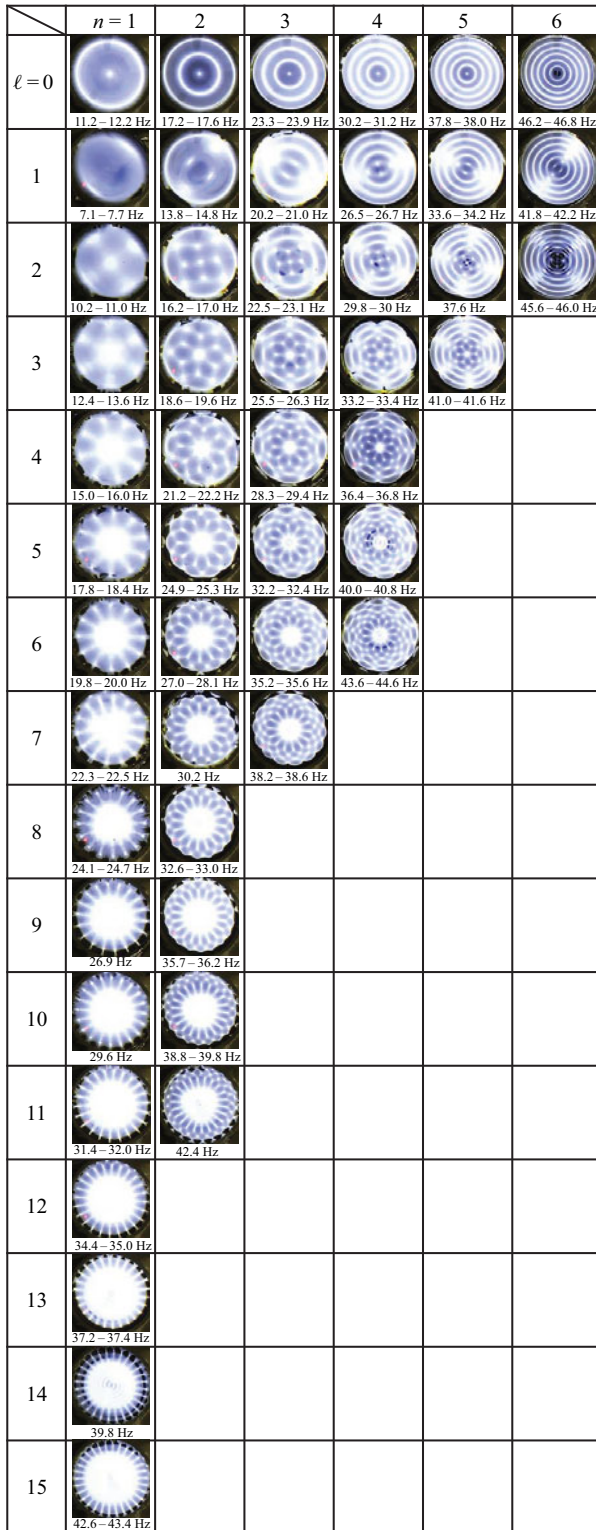 n = 1 2 3 4 5 6
ℓ = 0
11.2 – 12.2 Hz 17.2 – 17.6 Hz 23.3 – 23.9 Hz 30.2 – 31.2 Hz 37.8 – 38.0 Hz 46.2 – 46.8 Hz
1
7.1 – 7.7 Hz 13.8 – 14.8 Hz 20.2 – 21.0 Hz 26.5 – 26.7 Hz 33.6 – 34.2 Hz 41.8 – 42.2 Hz
2
10.2 – 11.0 Hz 16.2 – 17.0 Hz 22.5 – 23.1 Hz 29.8 – 30 Hz 37.6 Hz 45.6 – 46.0 Hz
3
12.4 – 13.6 Hz 18.6 – 19.6 Hz 25.5 – 26.3 Hz 33.2 – 33.4 Hz 41.0 – 41.6 Hz
4
15.0 – 16.0 Hz 21.2 – 22.2 Hz 28.3 – 29.4 Hz 36.4 – 36.8 Hz
5
17.8 – 18.4 Hz 24.9 – 25.3 Hz 32.2 – 32.4 Hz 40.0 – 40.8 Hz
6
19.8 – 20.0 Hz 27.0 – 28.1 Hz 35.2 – 35.6 Hz 43.6 – 44.6 Hz
7
22.3 – 22.5 Hz 30.2 Hz 38.2 – 38.6 Hz
8
24.1 – 24.7 Hz 32.6 – 33.0 Hz
9
26.9 Hz 35.7 – 36.2 Hz
10
29.6 Hz 38.8 – 39.8 Hz
11
31.4 – 32.0 Hz 42.4 Hz
12
34.4 – 35.0 Hz
13
37.2 – 37.4 Hz
14
39.8 Hz
15
42.6 – 43.4 Hz